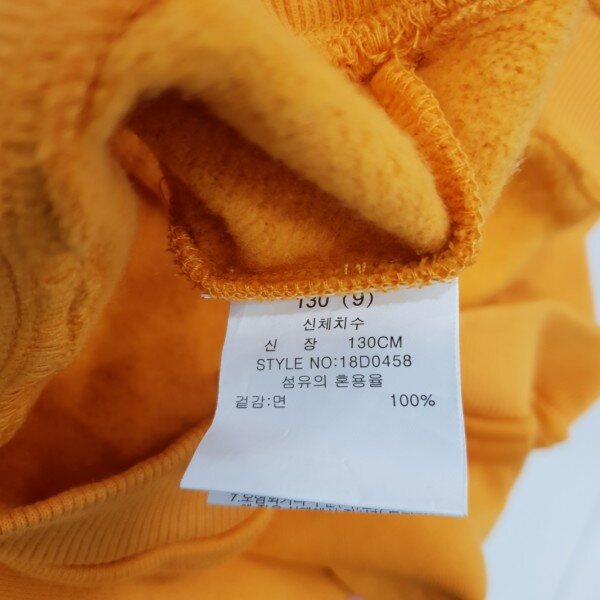 130 (9)
신체치수
신 장 130CM
STYLE NO:18D0458
섬유의 혼용율
겉감:면 100%